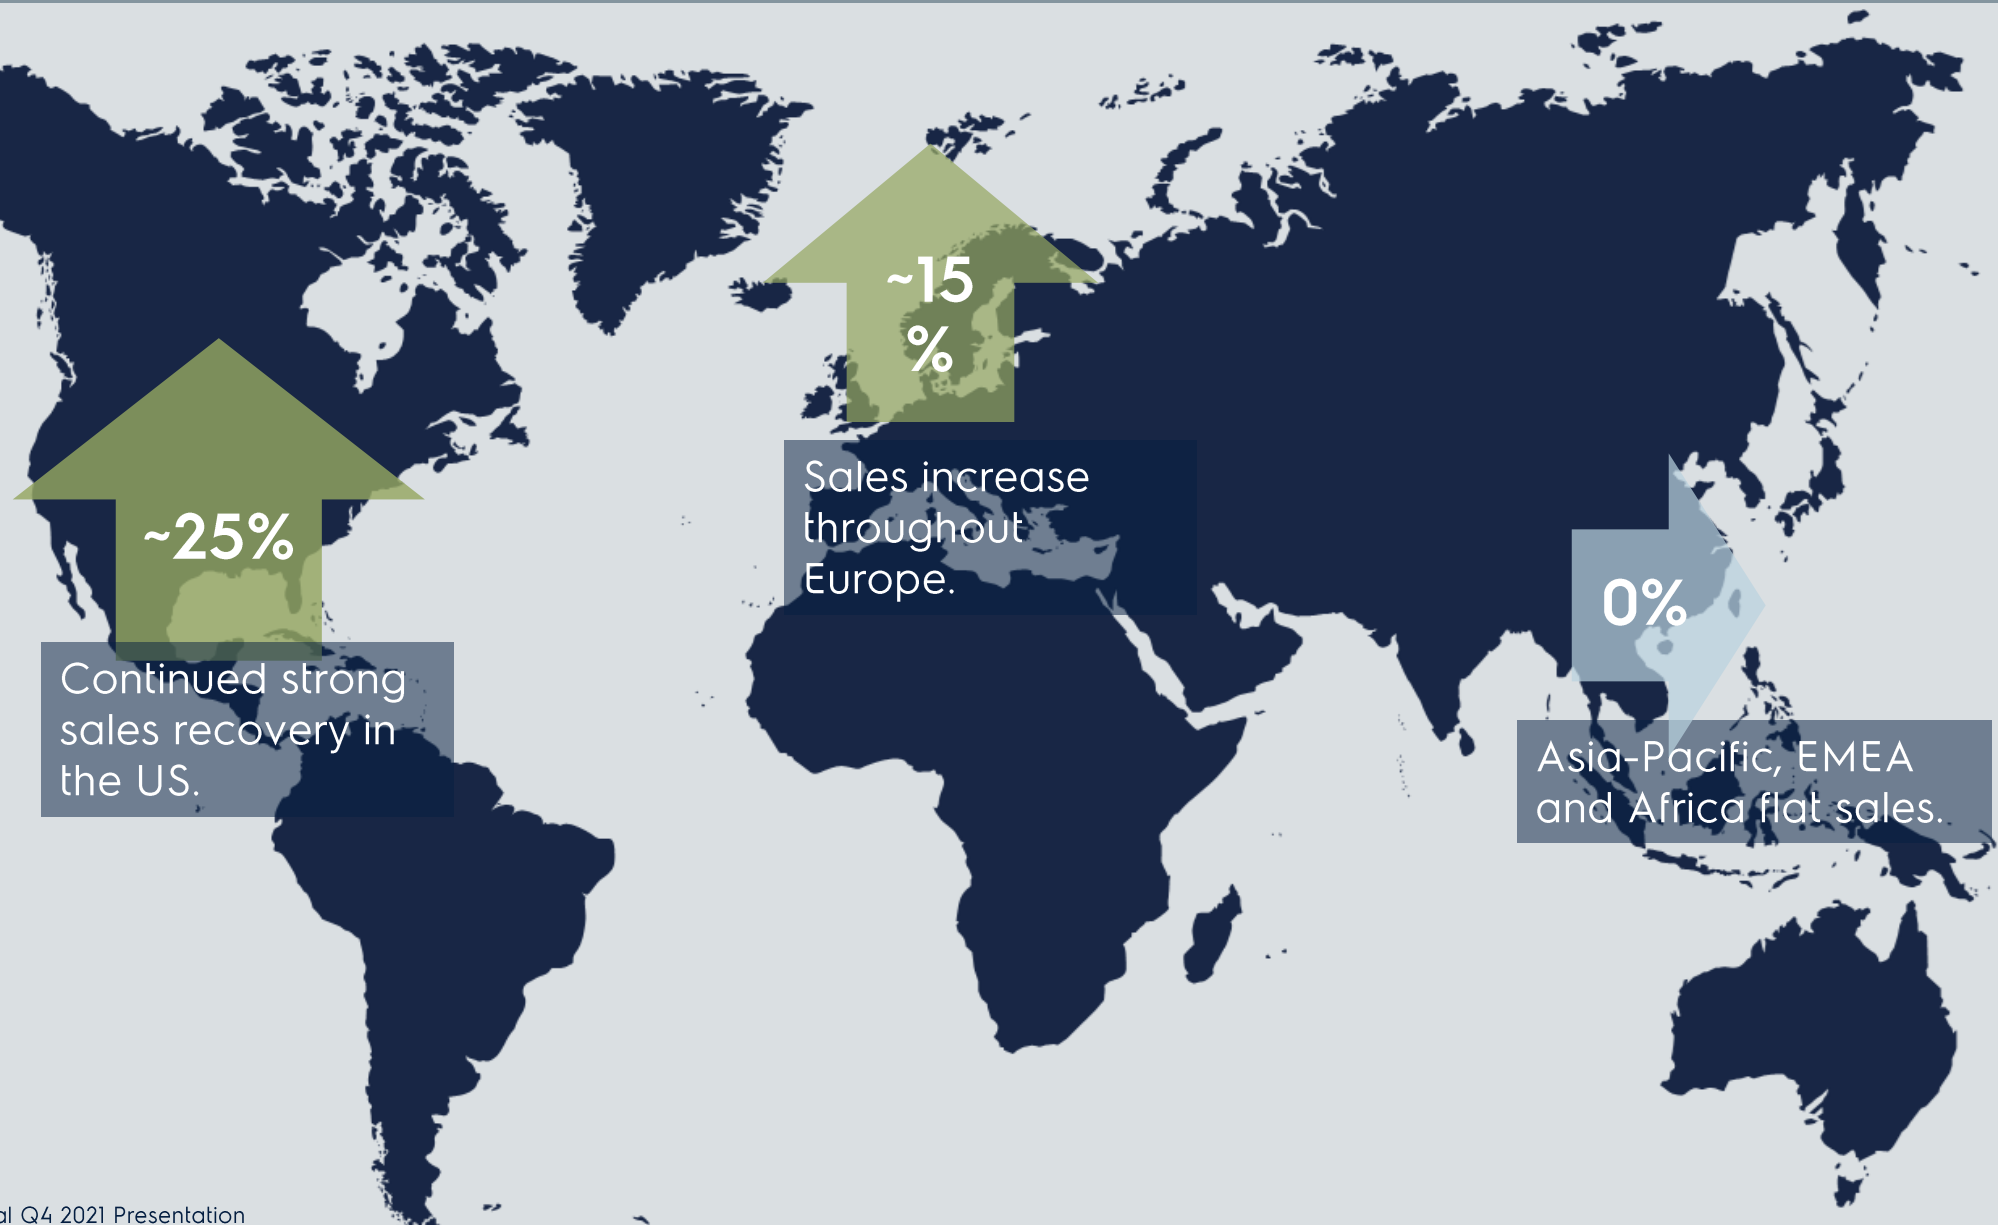 ~15
%
Sales increase
throughout
Europe.
~25%
Continued strong
sales recovery in
the US.
0%
Asia-Pacific, EMEA
and Africa flat sales.
Q4 2021 Presentation